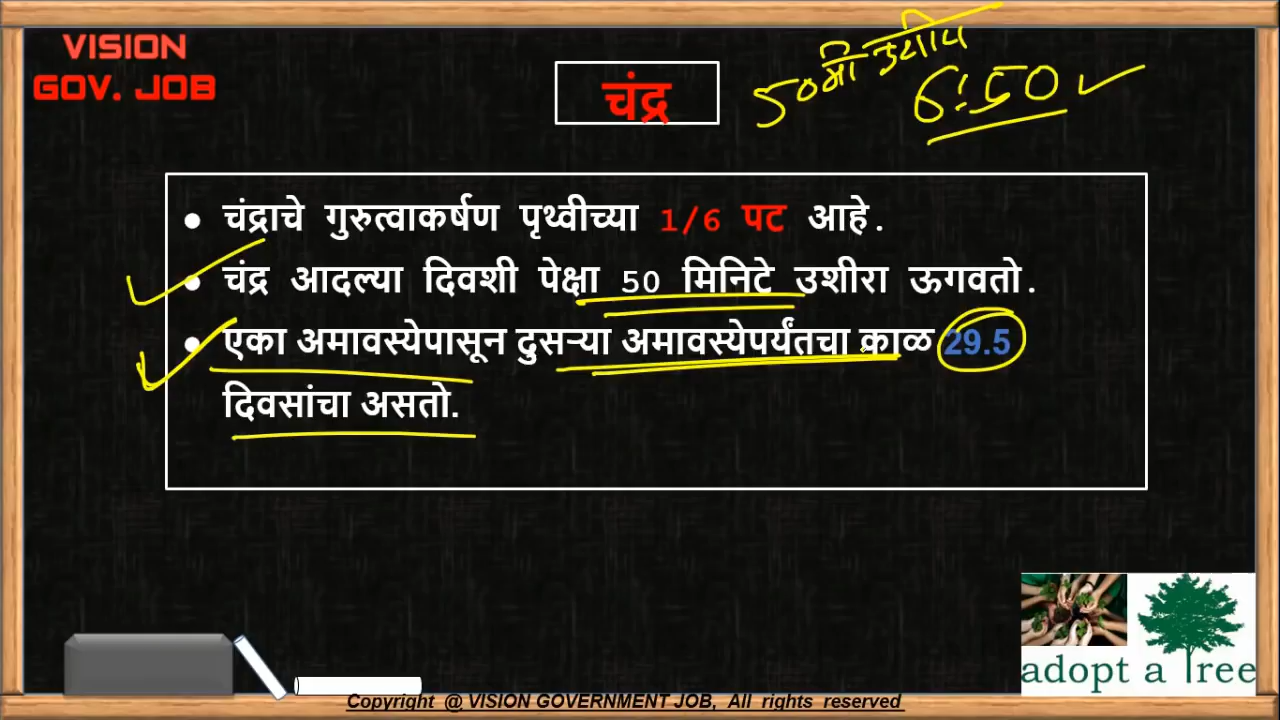 VISION
GOV. JOB
चंद्र
50मी उशीरा
6:50
• चंद्राचे गुरुत्वाकर्षण पृथ्वीच्या 1/6 पट आहे.
• चंद्र आदल्या दिवशी पेक्षा 50 मिनिटे उशीरा ऊगवतो.
• एका अमावस्येपासून दुसऱ्या अमावस्येपर्यंतचा काळ 29.5
दिवसांचा असतो.
adopt a Tree
Copyright @ VISION GOVERNMENT JOB, All rights reserved